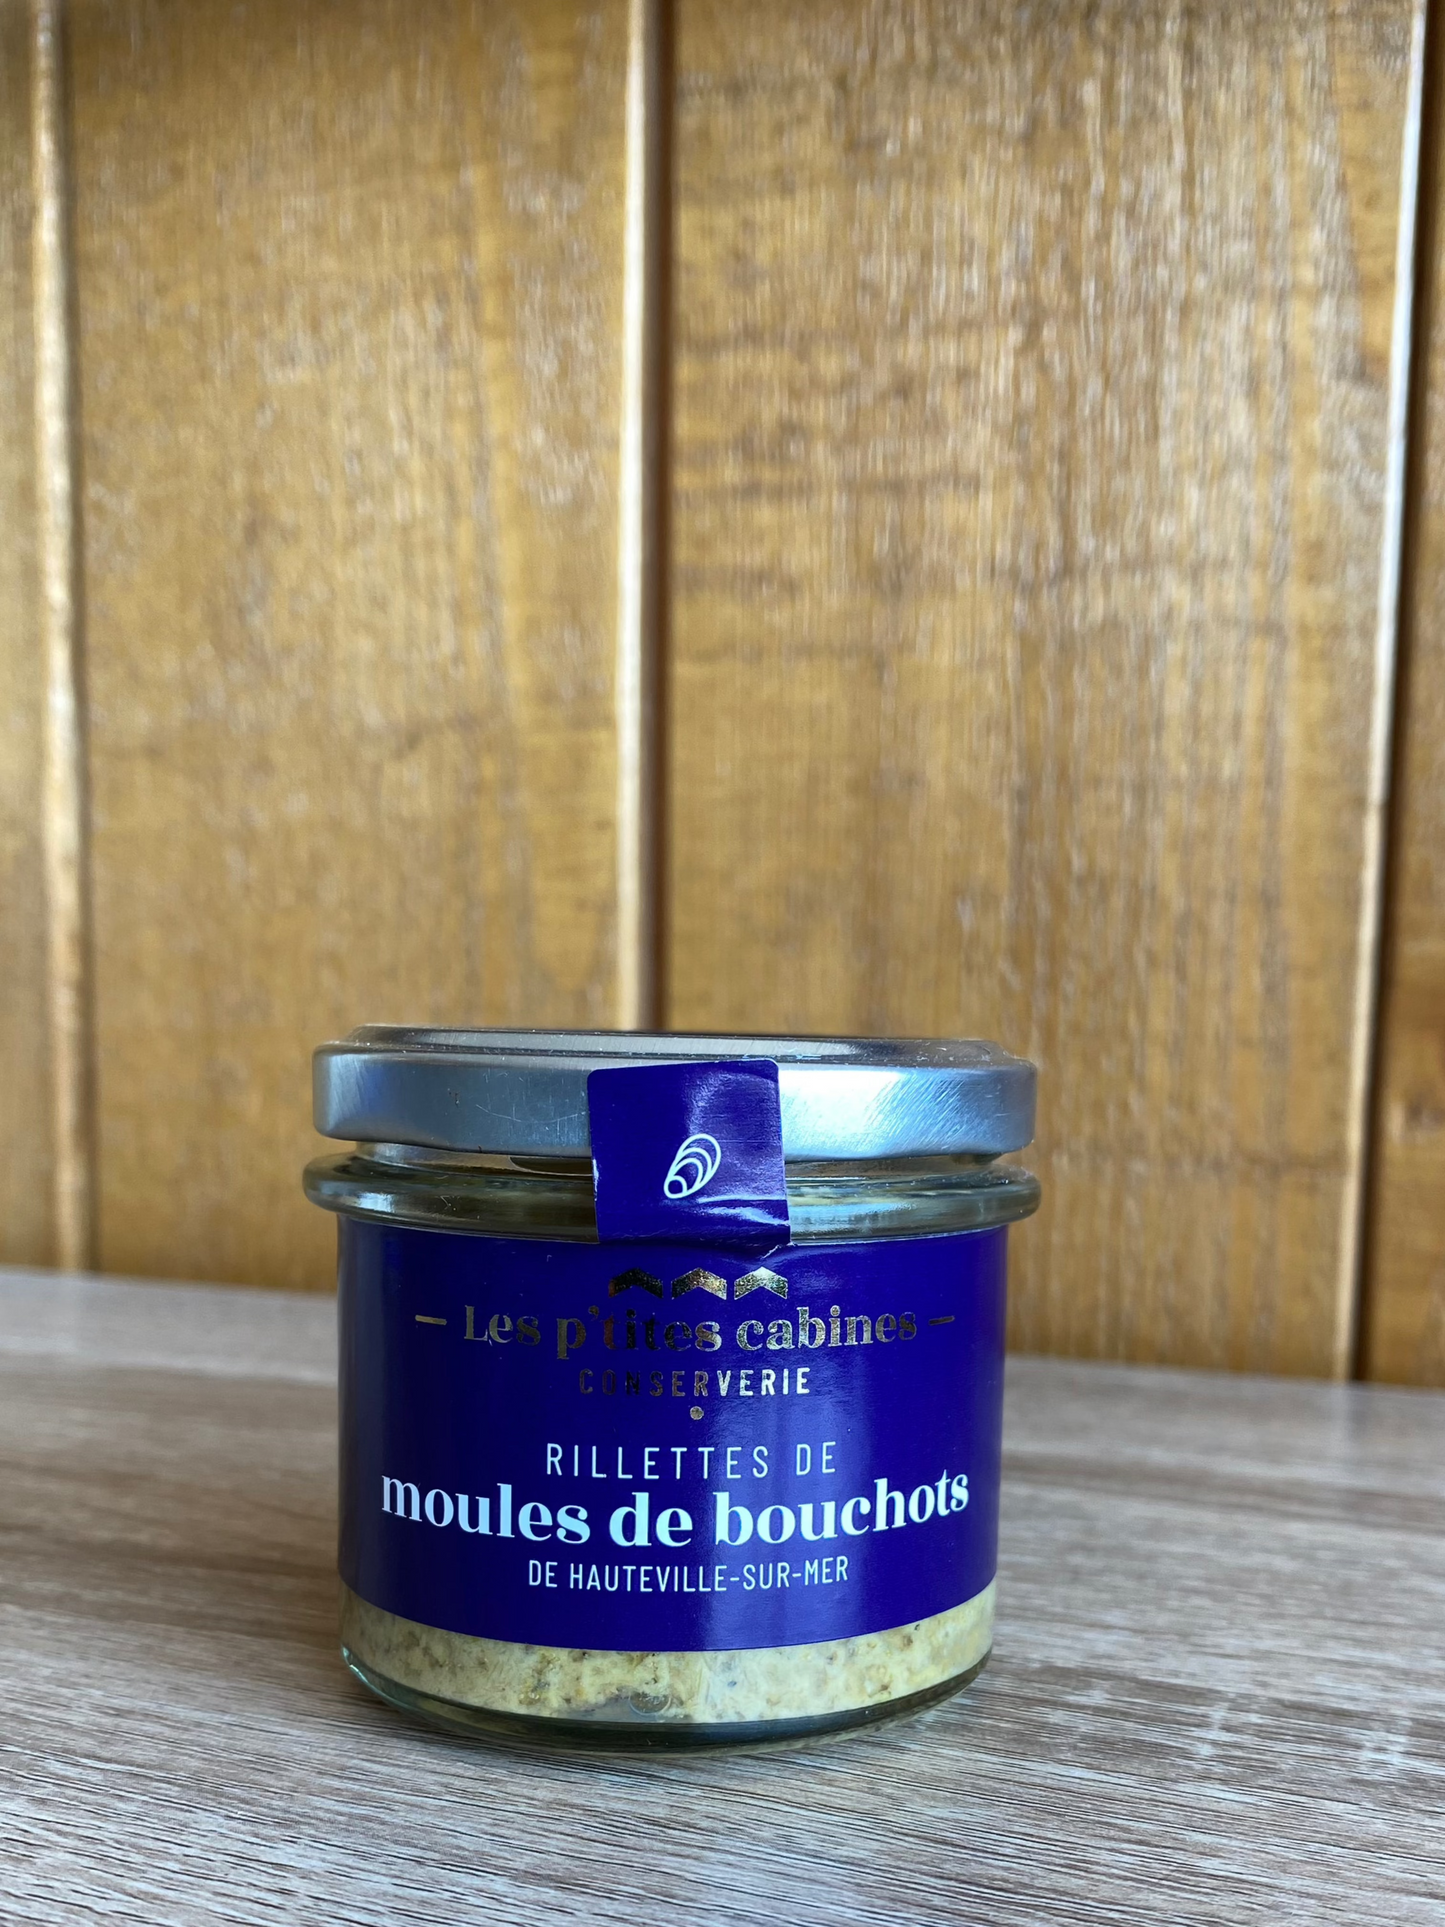 Les p'tites cabines
CONSERVERIE
RILLETTES DE
moules de bouchots
DE HAUTEVILLE-SUR-MER